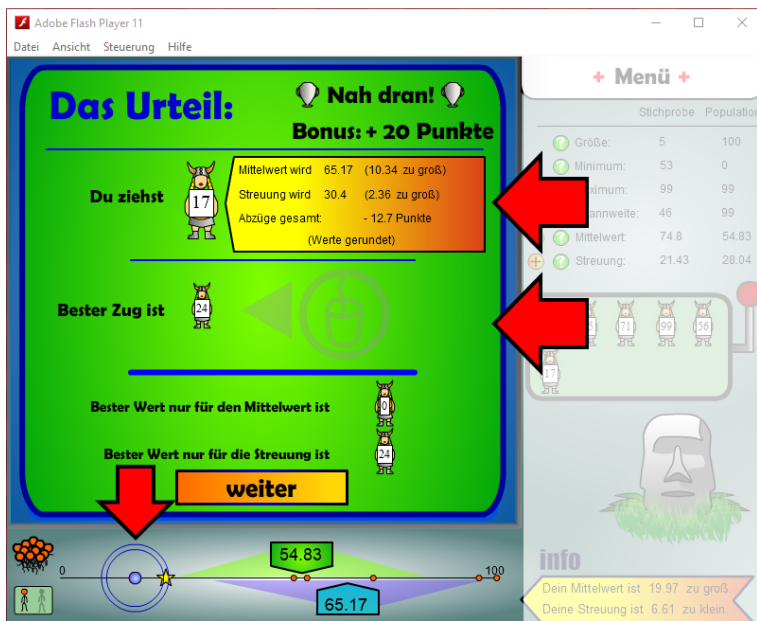 Adobe Flash Player 11
Datei Ansicht Steuerung Hilfe
Das Urteil:
Nah dran!
Bonus: + 20 Punkte
Du ziehst
17
Mittelwert wird 65.17 (10.34 zu groß)
Streuung wird 30.4 (2.36 zu groß)
Abzüge gesamt: - 12.7 Punkte
(Werte gerundet)
Bester Zug ist
24
Bester Wert nur für den Mittelwert ist
0
Bester Wert nur für die Streuung ist
24
weiter
0
54.83
100
65.17
+ Menü +
Stichprobe Population
? Größe: 5 100
? Minimum: 53 0
99 99
46 99
? Mittelwert: 74.8 54.83
+ ? Streuung: 21.43 28.04
71 99 56
17
info
Dein Mittelwert ist 19.97 zu groß.
Deine Streuung ist 6.61 zu klein.